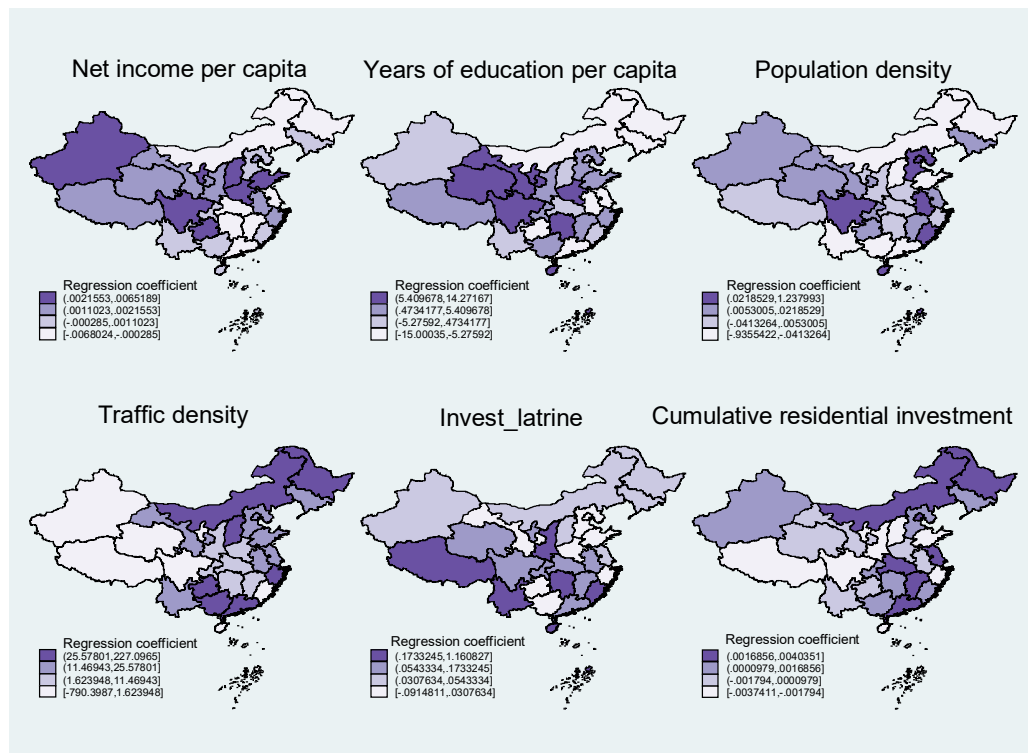 Net income per capita
Regression coefficient
(.0021553,.0065189]
(.0011023,.0021553]
(-.000285,.0011023]
[-.0068024,-.000285]
Years of education per capita
Regression coefficient
(5.409678,14.27167]
(.4734177,5.409678]
(-5.27592,.4734177]
[-15.00035,-5.27592]
Population density
Regression coefficient
(.0218529,1.237993]
(.0053005,.0218529]
(-.0413264,.0053005]
[-.9355422,-.0413264]
Traffic density
Regression coefficient
(25.57801,227.0965]
(11.46943,25.57801]
(1.623948,11.46943]
[-790.3987,1.623948]
Invest_latrine
Regression coefficient
(.1733245,1.160827]
(.0543334,.1733245]
(.0307634,.0543334]
[-.0914811,.0307634]
Cumulative residential investment
Regression coefficient
(.0016856,.0040351]
(.0000979,.0016856]
(-.001794,.0000979]
[-.0037411,-.001794]